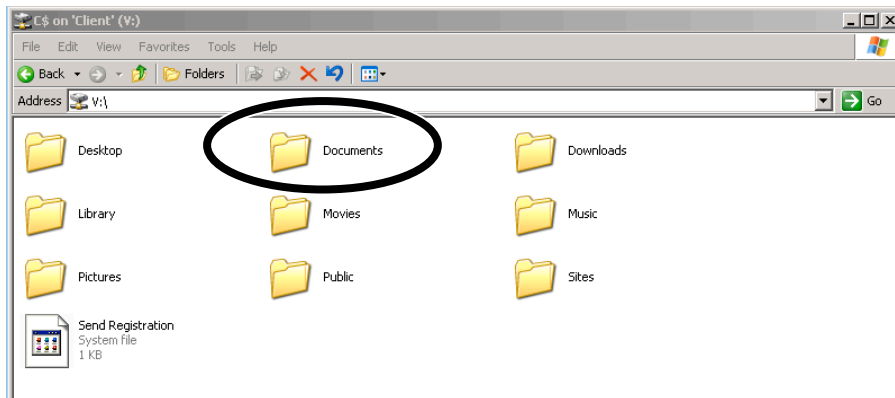 C$ on 'Client' (V:)
File Edit View Favorites Tools Help
Back Folders
Address V:\ Go
Desktop Documents Downloads
Library Movies Music
Pictures Public Sites
Send Registration
System file
1 KB